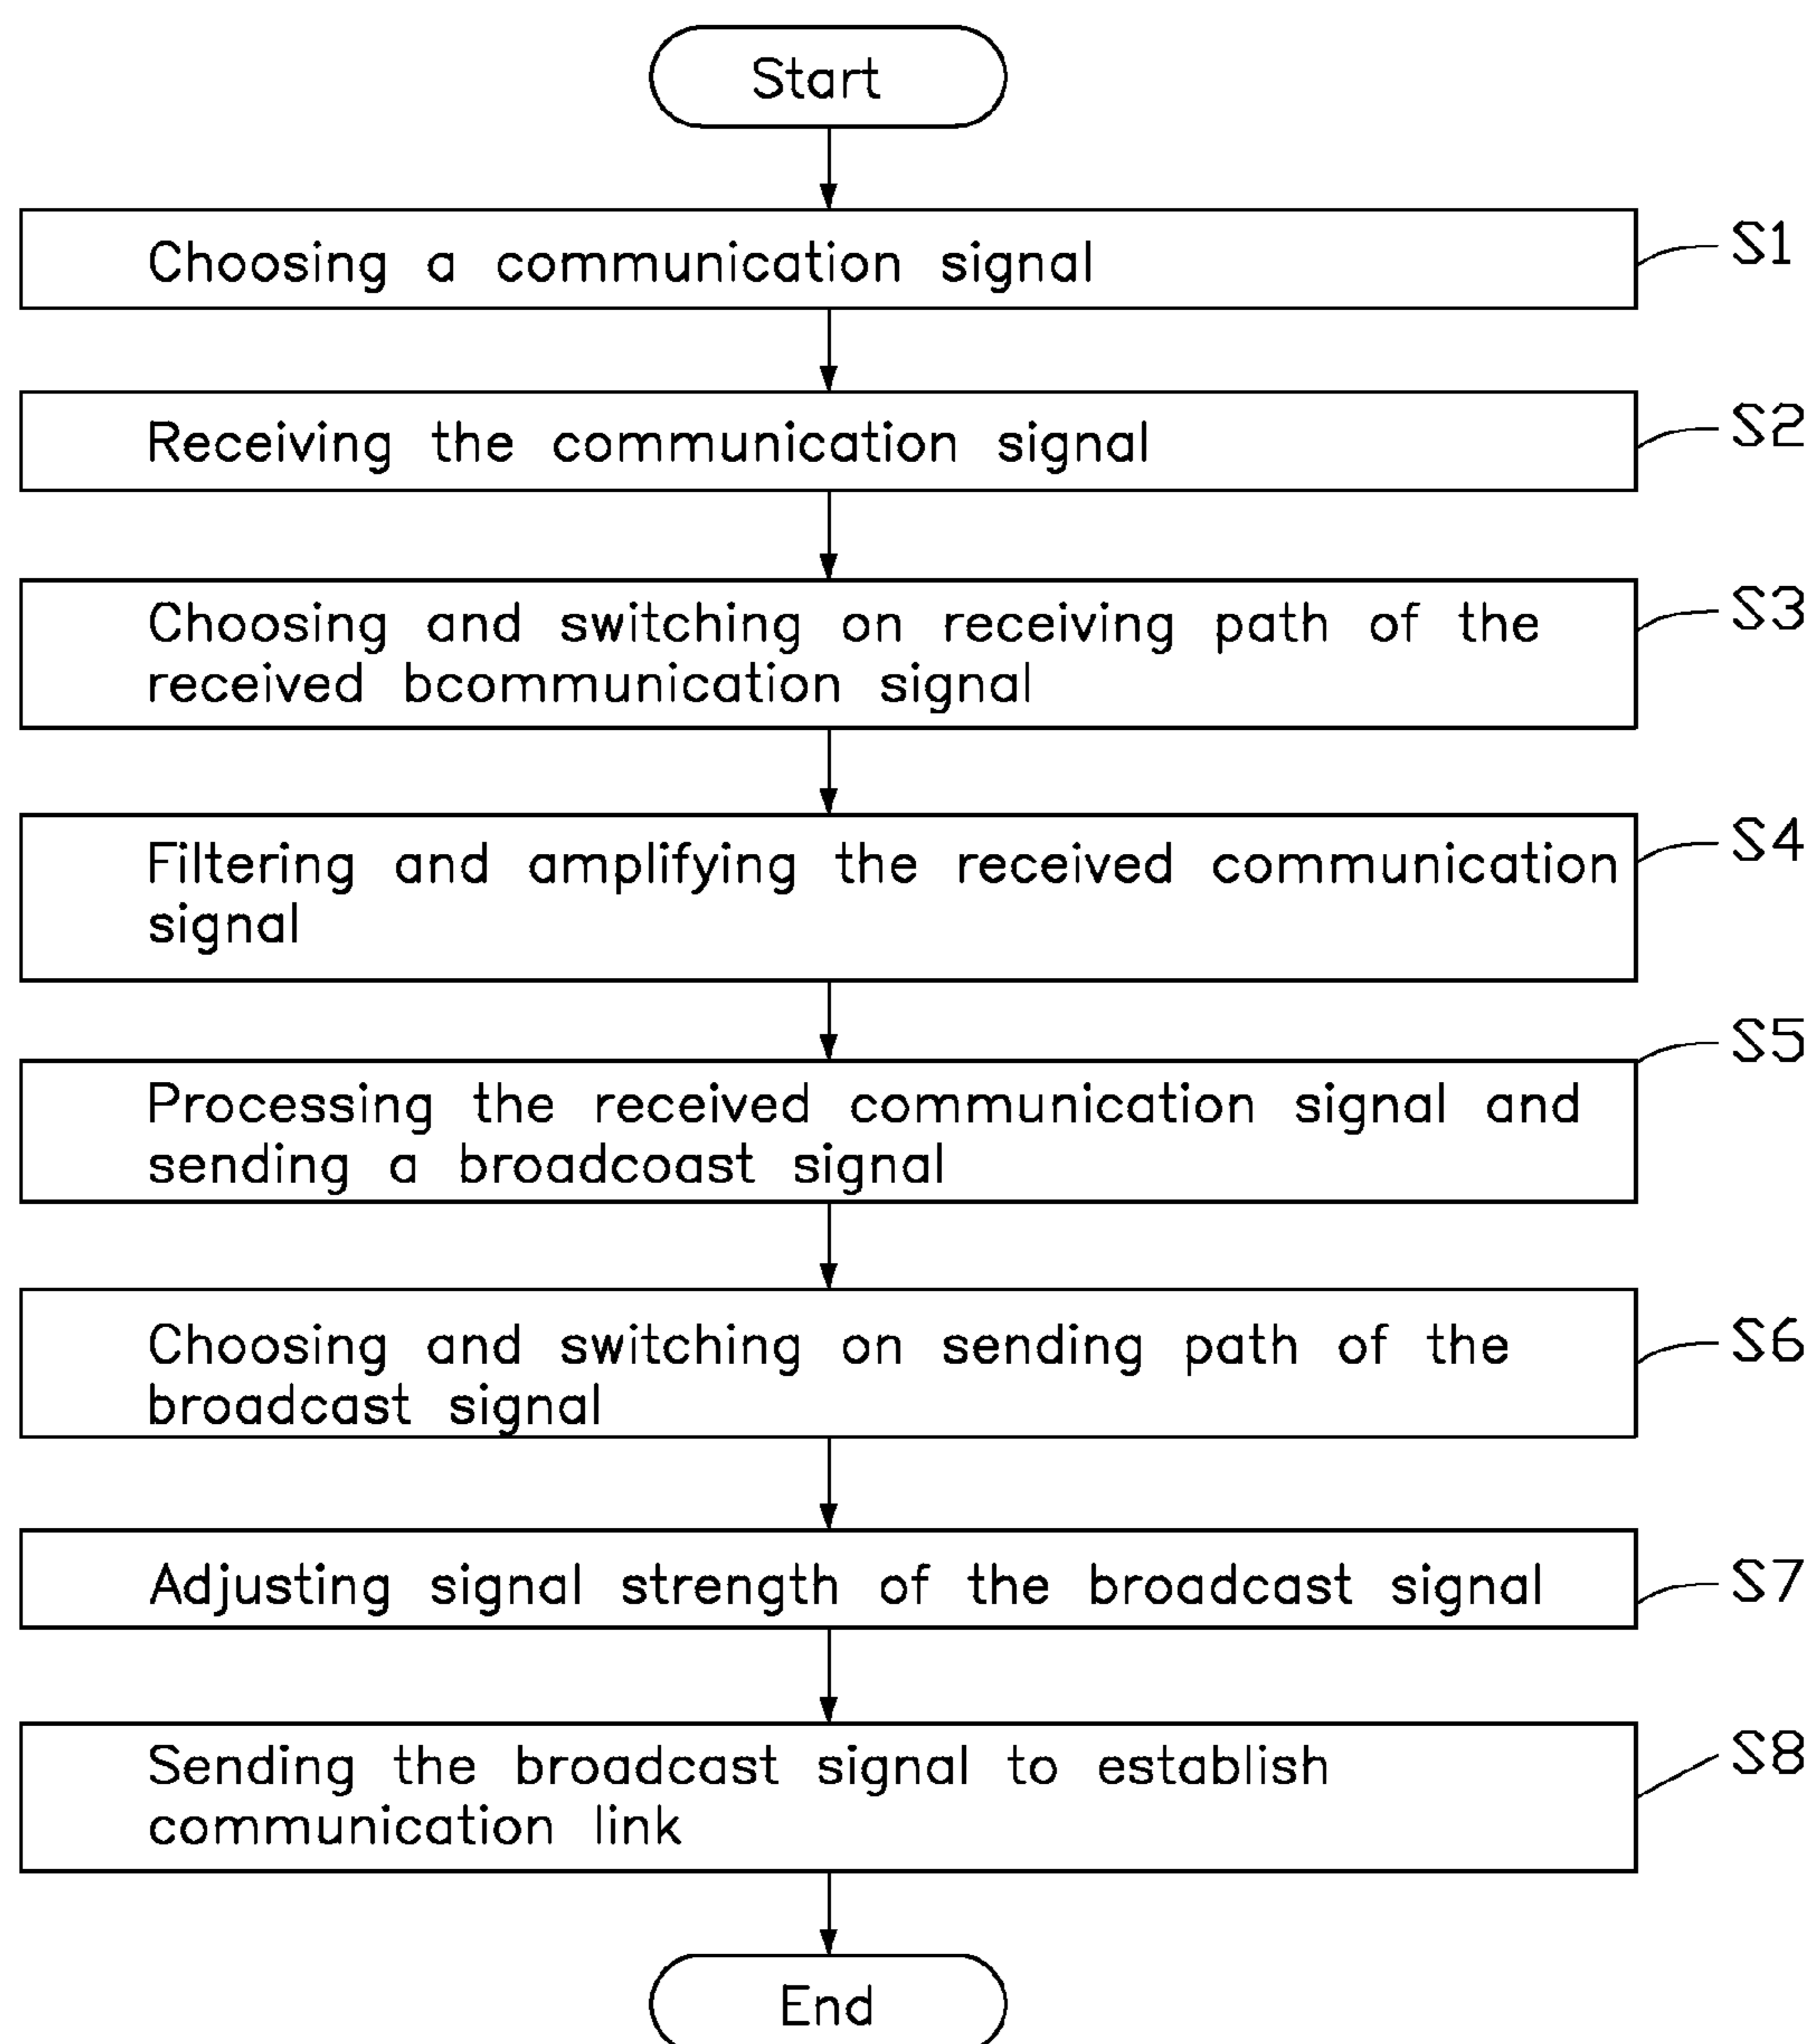 Start
Choosing a communication signal
S1
Receiving the communication signal
S2
Choosing and switching on receiving path of the
received bcommunication signal
S3
Filtering and amplifying the received communication
signal
S4
Processing the received communication signal and
sending a broadcoast signal
S5
Choosing and switching on sending path of the
broadcast signal
S6
Adjusting signal strength of the broadcast signal
S7
Sending the broadcast signal to establish
communication link
S8
End